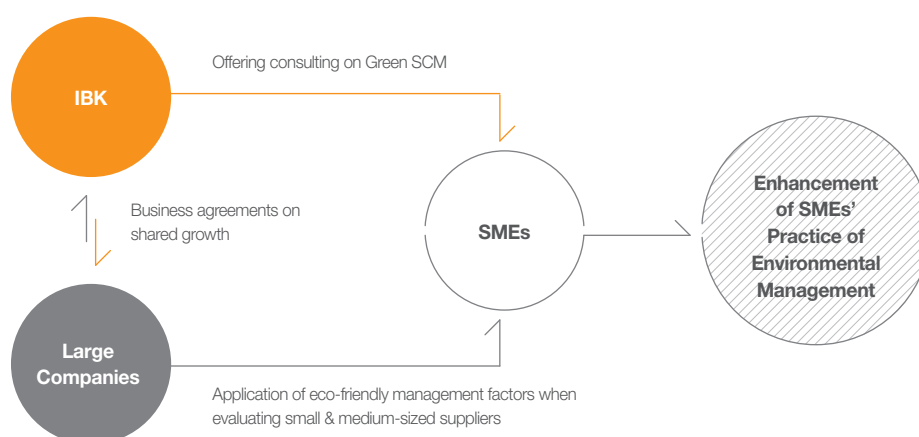 Offering consulting on Green SCM
IBK
Business agreements on
shared growth
SMEs
Enhancement
of SMEs’
Practice of
Environmental
Management
Large
Companies
Application of eco-friendly management factors when
evaluating small & medium-sized suppliers